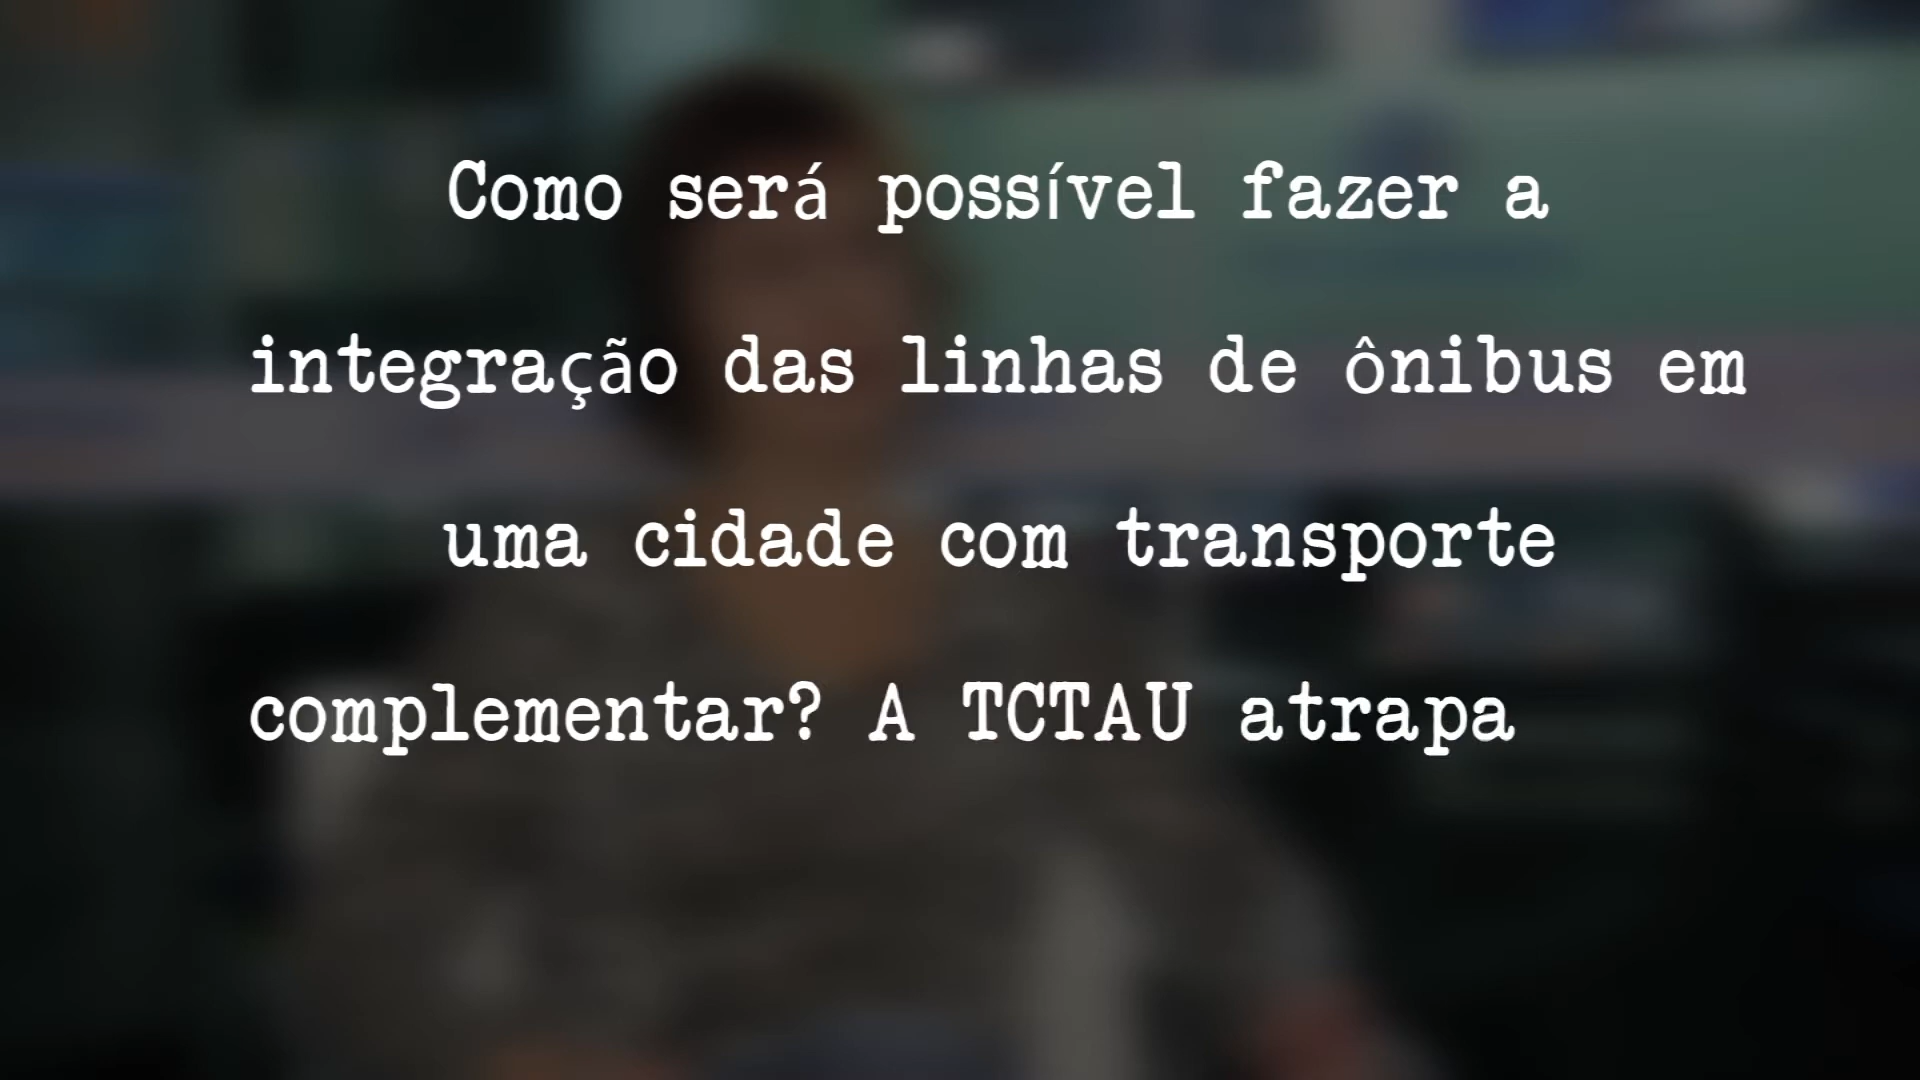 Como será possível fazer a
integração das linhas de ônibus em
uma cidade com transporte
complementar? A TCTAU atrapa